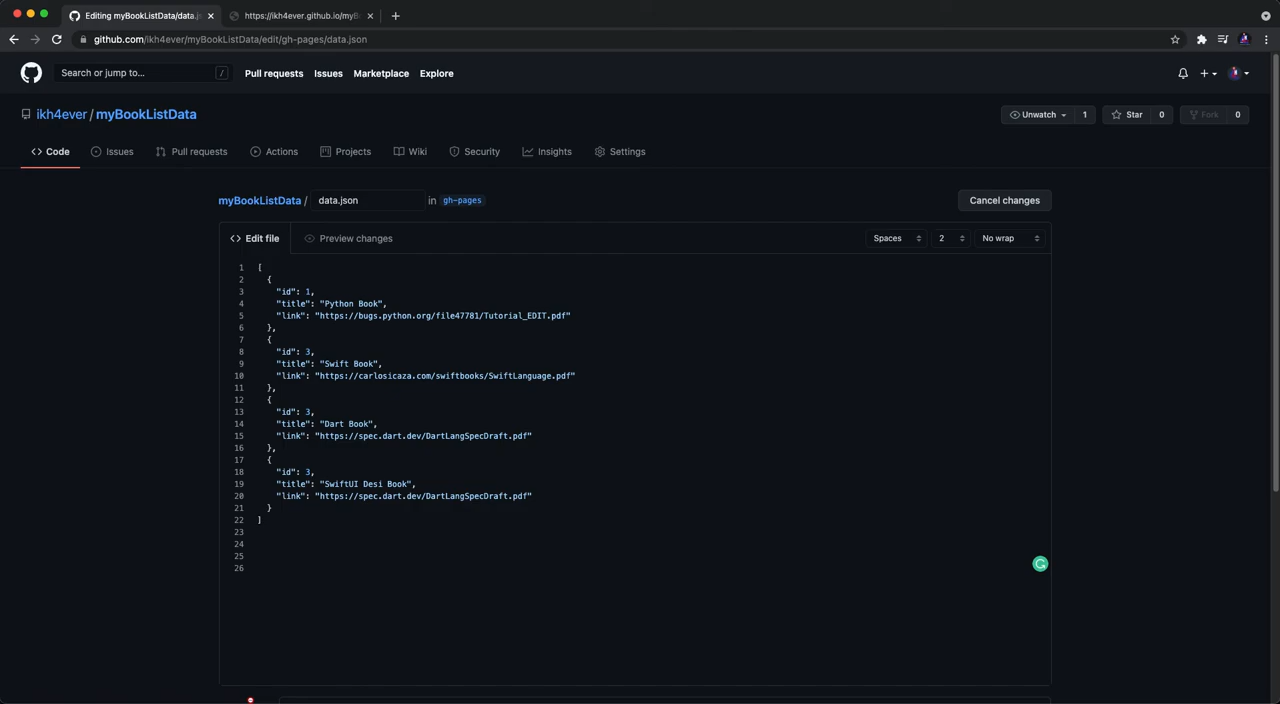 Editing myBookListData/data.j
https://ikh4ever.github.io/myB
github.com/ikh4ever/myBookListData/edit/gh-pages/data.json
Search or jump to...
/
Pull requests
Issues
Marketplace
Explore
ikh4ever / myBookListData
Unwatch
1
Star
0
Fork
0
Code
Issues
Pull requests
Actions
Projects
Wiki
Security
Insights
Settings
myBookListData / data.json in gh-pages
Cancel changes
<> Edit file
Preview changes
Spaces
2
No wrap
1 [
2 {
3 "id": 1,
4 "title": "Python Book",
5 "link": "https://bugs.python.org/file47781/Tutorial_EDIT.pdf"
6 },
7 {
8 "id": 3,
9 "title": "Swift Book",
10 "link": "https://carlosicaza.com/swiftbooks/SwiftLanguage.pdf"
11 },
12 {
13 "id": 3,
14 "title": "Dart Book",
15 "link": "https://spec.dart.dev/DartLangSpecDraft.pdf"
16 },
17 {
18 "id": 3,
19 "title": "SwiftUI Desi Book",
20 "link": "https://spec.dart.dev/DartLangSpecDraft.pdf"
21 }
22 ]
23
24
25
26